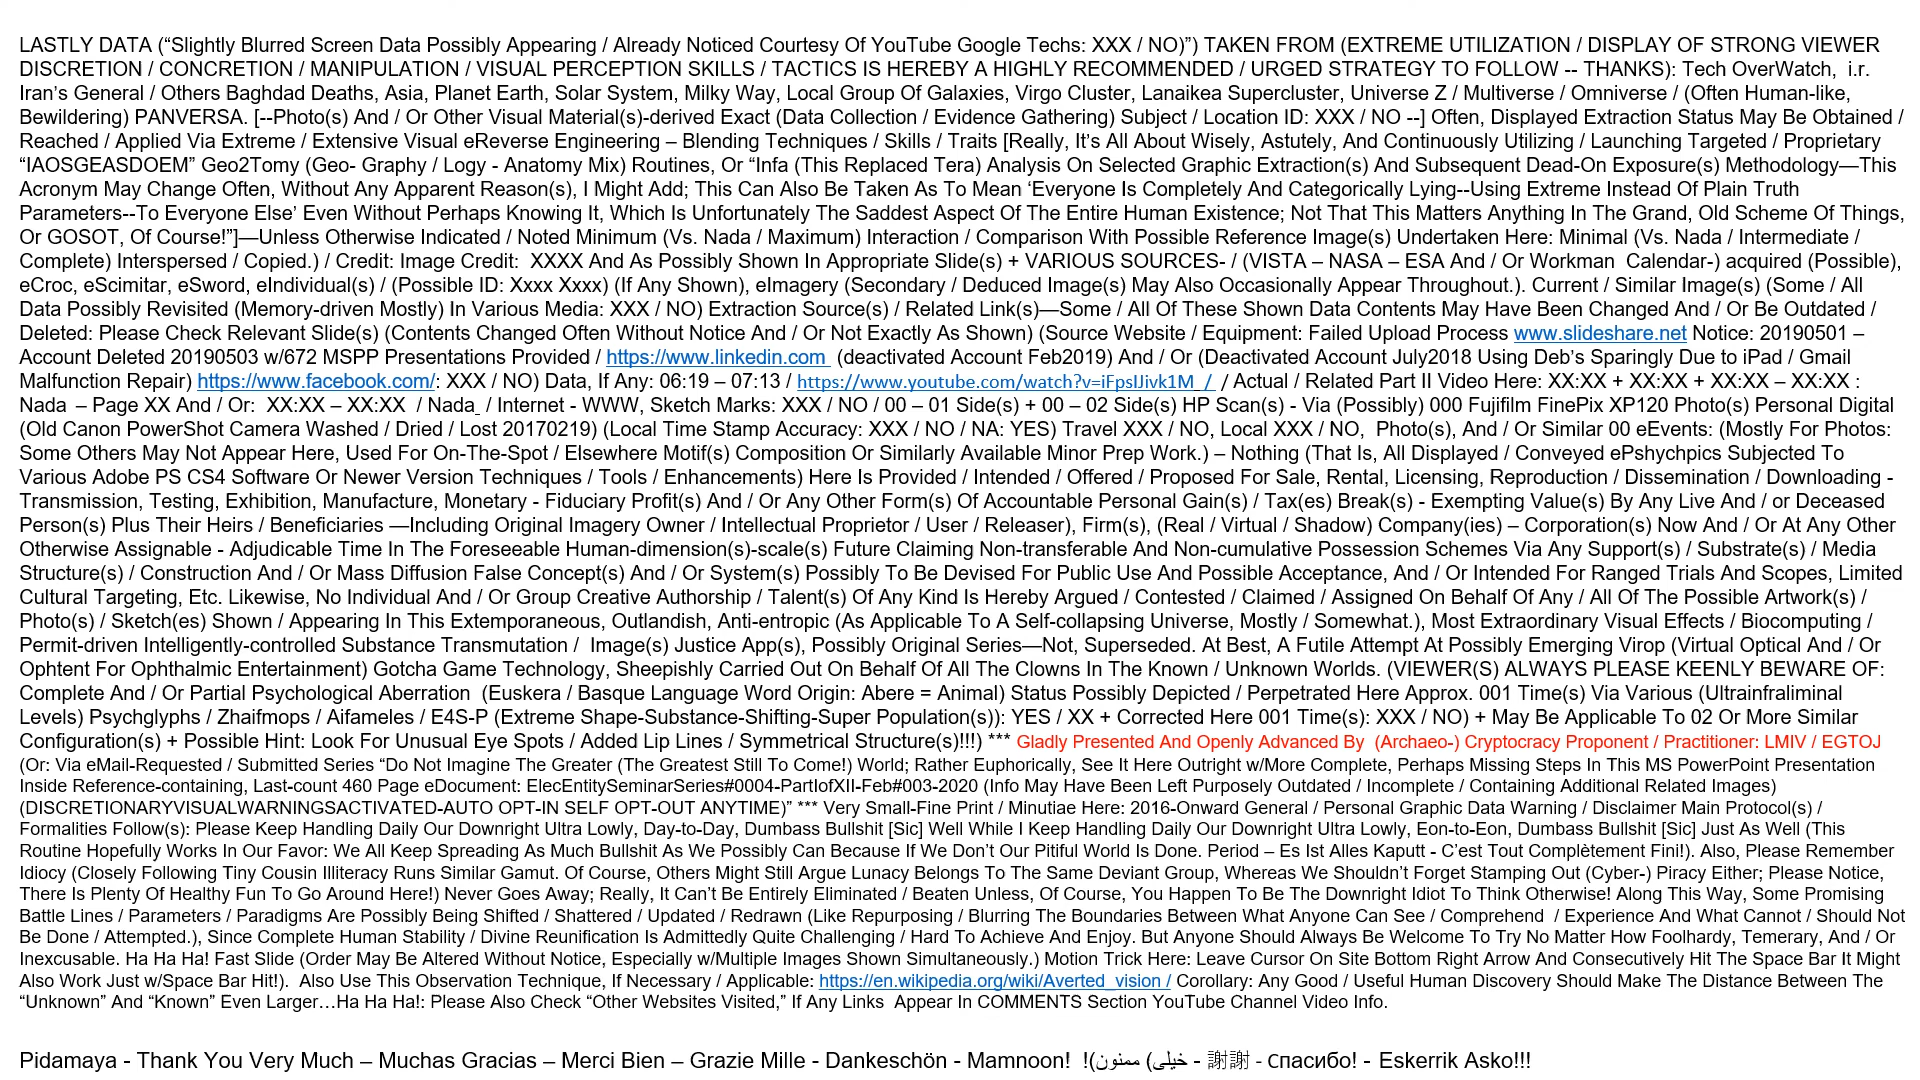 LASTLY DATA (“Slightly Blurred Screen Data Possibly Appearing / Already Noticed Courtesy Of YouTube Google Techs: XXX / NO)”) TAKEN FROM (EXTREME UTILIZATION / DISPLAY OF STRONG VIEWER
DISCRETION / CONCRETION / MANIPULATION / VISUAL PERCEPTION SKILLS / TACTICS IS HEREBY A HIGHLY RECOMMENDED / URGED STRATEGY TO FOLLOW -- THANKS): Tech OverWatch,  i.r.
Iran’s General / Others Baghdad Deaths, Asia, Planet Earth, Solar System, Milky Way, Local Group Of Galaxies, Virgo Cluster, Lanaikea Supercluster, Universe Z / Multiverse / Omniverse / (Often Human-like,
Bewildering) PANVERSA. [--Photo(s) And / Or Other Visual Material(s)-derived Exact (Data Collection / Evidence Gathering) Subject / Location ID: XXX / NO --] Often, Displayed Extraction Status May Be Obtained /
Reached / Applied Via Extreme / Extensive Visual eReverse Engineering – Blending Techniques / Skills / Traits [Really, It’s All About Wisely, Astutely, And Continuously Utilizing / Launching Targeted / Proprietary
“IAOSGEASDOEM” Geo2Tomy (Geo- Graphy / Logy - Anatomy Mix) Routines, Or “Infa (This Replaced Tera) Analysis On Selected Graphic Extraction(s) And Subsequent Dead-On Exposure(s) Methodology—This
Acronym May Change Often, Without Any Apparent Reason(s), I Might Add; This Can Also Be Taken As To Mean ‘Everyone Is Completely And Categorically Lying--Using Extreme Instead Of Plain Truth
Parameters--To Everyone Else’ Even Without Perhaps Knowing It, Which Is Unfortunately The Saddest Aspect Of The Entire Human Existence; Not That This Matters Anything In The Grand, Old Scheme Of Things,
Or GOSOT, Of Course!”]—Unless Otherwise Indicated / Noted Minimum (Vs. Nada / Maximum) Interaction / Comparison With Possible Reference Image(s) Undertaken Here: Minimal (Vs. Nada / Intermediate /
Complete) Interspersed / Copied.) / Credit: Image Credit:  XXXX And As Possibly Shown In Appropriate Slide(s) + VARIOUS SOURCES- / (VISTA – NASA – ESA And / Or Workman  Calendar-) acquired (Possible),
eCroc, eScimitar, eSword, eIndividual(s) / (Possible ID: Xxxx Xxxx) (If Any Shown), eImagery (Secondary / Deduced Image(s) May Also Occasionally Appear Throughout.). Current / Similar Image(s) (Some / All
Data Possibly Revisited (Memory-driven Mostly) In Various Media: XXX / NO) Extraction Source(s) / Related Link(s)—Some / All Of These Shown Data Contents May Have Been Changed And / Or Be Outdated /
Deleted: Please Check Relevant Slide(s) (Contents Changed Often Without Notice And / Or Not Exactly As Shown) (Source Website / Equipment: Failed Upload Process www.slideshare.net Notice: 20190501 –
Account Deleted 20190503 w/672 MSPP Presentations Provided / https://www.linkedin.com  (deactivated Account Feb2019) And / Or (Deactivated Account July2018 Using Deb’s Sparingly Due to iPad / Gmail
Malfunction Repair) https://www.facebook.com/: XXX / NO) Data, If Any: 06:19 – 07:13 / https://www.youtube.com/watch?v=iFpsIJivk1M / / Actual / Related Part II Video Here: XX:XX + XX:XX + XX:XX – XX:XX :
Nada  – Page XX And / Or:  XX:XX – XX:XX  / Nada  / Internet - WWW, Sketch Marks: XXX / NO / 00 – 01 Side(s) + 00 – 02 Side(s) HP Scan(s) - Via (Possibly) 000 Fujifilm FinePix XP120 Photo(s) Personal Digital
(Old Canon PowerShot Camera Washed / Dried / Lost 20170219) (Local Time Stamp Accuracy: XXX / NO / NA: YES) Travel XXX / NO, Local XXX / NO,  Photo(s), And / Or Similar 00 eEvents: (Mostly For Photos:
Some Others May Not Appear Here, Used For On-The-Spot / Elsewhere Motif(s) Composition Or Similarly Available Minor Prep Work.) – Nothing (That Is, All Displayed / Conveyed ePshychpics Subjected To
Various Adobe PS CS4 Software Or Newer Version Techniques / Tools / Enhancements) Here Is Provided / Intended / Offered / Proposed For Sale, Rental, Licensing, Reproduction / Dissemination / Downloading -
Transmission, Testing, Exhibition, Manufacture, Monetary - Fiduciary Profit(s) And / Or Any Other Form(s) Of Accountable Personal Gain(s) / Tax(es) Break(s) - Exempting Value(s) By Any Live And / or Deceased
Person(s) Plus Their Heirs / Beneficiaries —Including Original Imagery Owner / Intellectual Proprietor / User / Releaser), Firm(s), (Real / Virtual / Shadow) Company(ies) – Corporation(s) Now And / Or At Any Other
Otherwise Assignable - Adjudicable Time In The Foreseeable Human-dimension(s)-scale(s) Future Claiming Non-transferable And Non-cumulative Possession Schemes Via Any Support(s) / Substrate(s) / Media
Structure(s) / Construction And / Or Mass Diffusion False Concept(s) And / Or System(s) Possibly To Be Devised For Public Use And Possible Acceptance, And / Or Intended For Ranged Trials And Scopes, Limited
Cultural Targeting, Etc. Likewise, No Individual And / Or Group Creative Authorship / Talent(s) Of Any Kind Is Hereby Argued / Contested / Claimed / Assigned On Behalf Of Any / All Of The Possible Artwork(s) /
Photo(s) / Sketch(es) Shown / Appearing In This Extemporaneous, Outlandish, Anti-entropic (As Applicable To A Self-collapsing Universe, Mostly / Somewhat.), Most Extraordinary Visual Effects / Biocomputing /
Permit-driven Intelligently-controlled Substance Transmutation /  Image(s) Justice App(s), Possibly Original Series—Not, Superseded. At Best, A Futile Attempt At Possibly Emerging Virop (Virtual Optical And / Or
Ophtent For Ophthalmic Entertainment) Gotcha Game Technology, Sheepishly Carried Out On Behalf Of All The Clowns In The Known / Unknown Worlds. (VIEWER(S) ALWAYS PLEASE KEENLY BEWARE OF:
Complete And / Or Partial Psychological Aberration  (Euskera / Basque Language Word Origin: Abere = Animal) Status Possibly Depicted / Perpetrated Here Approx. 001 Time(s) Via Various (Ultrainfraliminal
Levels) Psychglyphs / Zhaifmops / Aifameles / E4S-P (Extreme Shape-Substance-Shifting-Super Population(s)): YES / XX + Corrected Here 001 Time(s): XXX / NO) + May Be Applicable To 02 Or More Similar
Configuration(s) + Possible Hint: Look For Unusual Eye Spots / Added Lip Lines / Symmetrical Structure(s)!!!) *** Gladly Presented And Openly Advanced By  (Archaeo-) Cryptocracy Proponent / Practitioner: LMIV / EGTOJ
(Or: Via eMail-Requested / Submitted Series “Do Not Imagine The Greater (The Greatest Still To Come!) World; Rather Euphorically, See It Here Outright w/More Complete, Perhaps Missing Steps In This MS PowerPoint Presentation
Inside Reference-containing, Last-count 460 Page eDocument: ElecEntitySeminarSeries#0004-PartIofXII-Feb#003-2020 (Info May Have Been Left Purposely Outdated / Incomplete / Containing Additional Related Images)
(DISCRETIONARYVISUALWARNINGSACTIVATED-AUTO OPT-IN SELF OPT-OUT ANYTIME)” *** Very Small-Fine Print / Minutiae Here: 2016-Onward General / Personal Graphic Data Warning / Disclaimer Main Protocol(s) /
Formalities Follow(s): Please Keep Handling Daily Our Downright Ultra Lowly, Day-to-Day, Dumbass Bullshit [Sic] Well While I Keep Handling Daily Our Downright Ultra Lowly, Eon-to-Eon, Dumbass Bullshit [Sic] Just As Well (This
Routine Hopefully Works In Our Favor: We All Keep Spreading As Much Bullshit As We Possibly Can Because If We Don’t Our Pitiful World Is Done. Period – Es Ist Alles Kaputt - C’est Tout Complètement Fini!). Also, Please Remember
Idiocy (Closely Following Tiny Cousin Illiteracy Runs Similar Gamut. Of Course, Others Might Still Argue Lunacy Belongs To The Same Deviant Group, Whereas We Shouldn’t Forget Stamping Out (Cyber-) Piracy Either; Please Notice,
There Is Plenty Of Healthy Fun To Go Around Here!) Never Goes Away; Really, It Can’t Be Entirely Eliminated / Beaten Unless, Of Course, You Happen To Be The Downright Idiot To Think Otherwise! Along This Way, Some Promising
Battle Lines / Parameters / Paradigms Are Possibly Being Shifted / Shattered / Updated / Redrawn (Like Repurposing / Blurring The Boundaries Between What Anyone Can See / Comprehend  / Experience And What Cannot / Should Not
Be Done / Attempted.), Since Complete Human Stability / Divine Reunification Is Admittedly Quite Challenging / Hard To Achieve And Enjoy. But Anyone Should Always Be Welcome To Try No Matter How Foolhardy, Temerary, And / Or
Inexcusable. Ha Ha Ha! Fast Slide (Order May Be Altered Without Notice, Especially w/Multiple Images Shown Simultaneously.) Motion Trick Here: Leave Cursor On Site Bottom Right Arrow And Consecutively Hit The Space Bar It Might
Also Work Just w/Space Bar Hit!).  Also Use This Observation Technique, If Necessary / Applicable: https://en.wikipedia.org/wiki/Averted_vision / Corollary: Any Good / Useful Human Discovery Should Make The Distance Between The
“Unknown” And “Known” Even Larger…Ha Ha Ha!: Please Also Check “Other Websites Visited,” If Any Links  Appear In COMMENTS Section YouTube Channel Video Info.
Pidamaya - Thank You Very Much – Muchas Gracias – Merci Bien – Grazie Mille - Dankeschön - Mamnoon!  !(خیلی) ممنون - 謝謝 - Спасибо! - Eskerrik Asko!!!